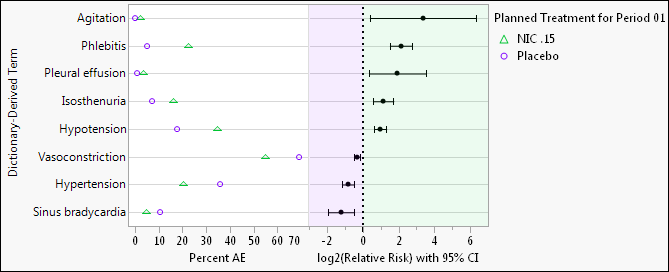 Planned Treatment for Period 01
NIC .15
Placebo
Dictionary-Derived Term
Agitation
Phlebitis
Pleural effusion
Isosthenuria
Hypotension
Vasoconstriction
Hypertension
Sinus bradycardia
0 10 20 30 40 50 60 70
-2 0 2 4 6
Percent AE
log2(Relative Risk) with 95% CI